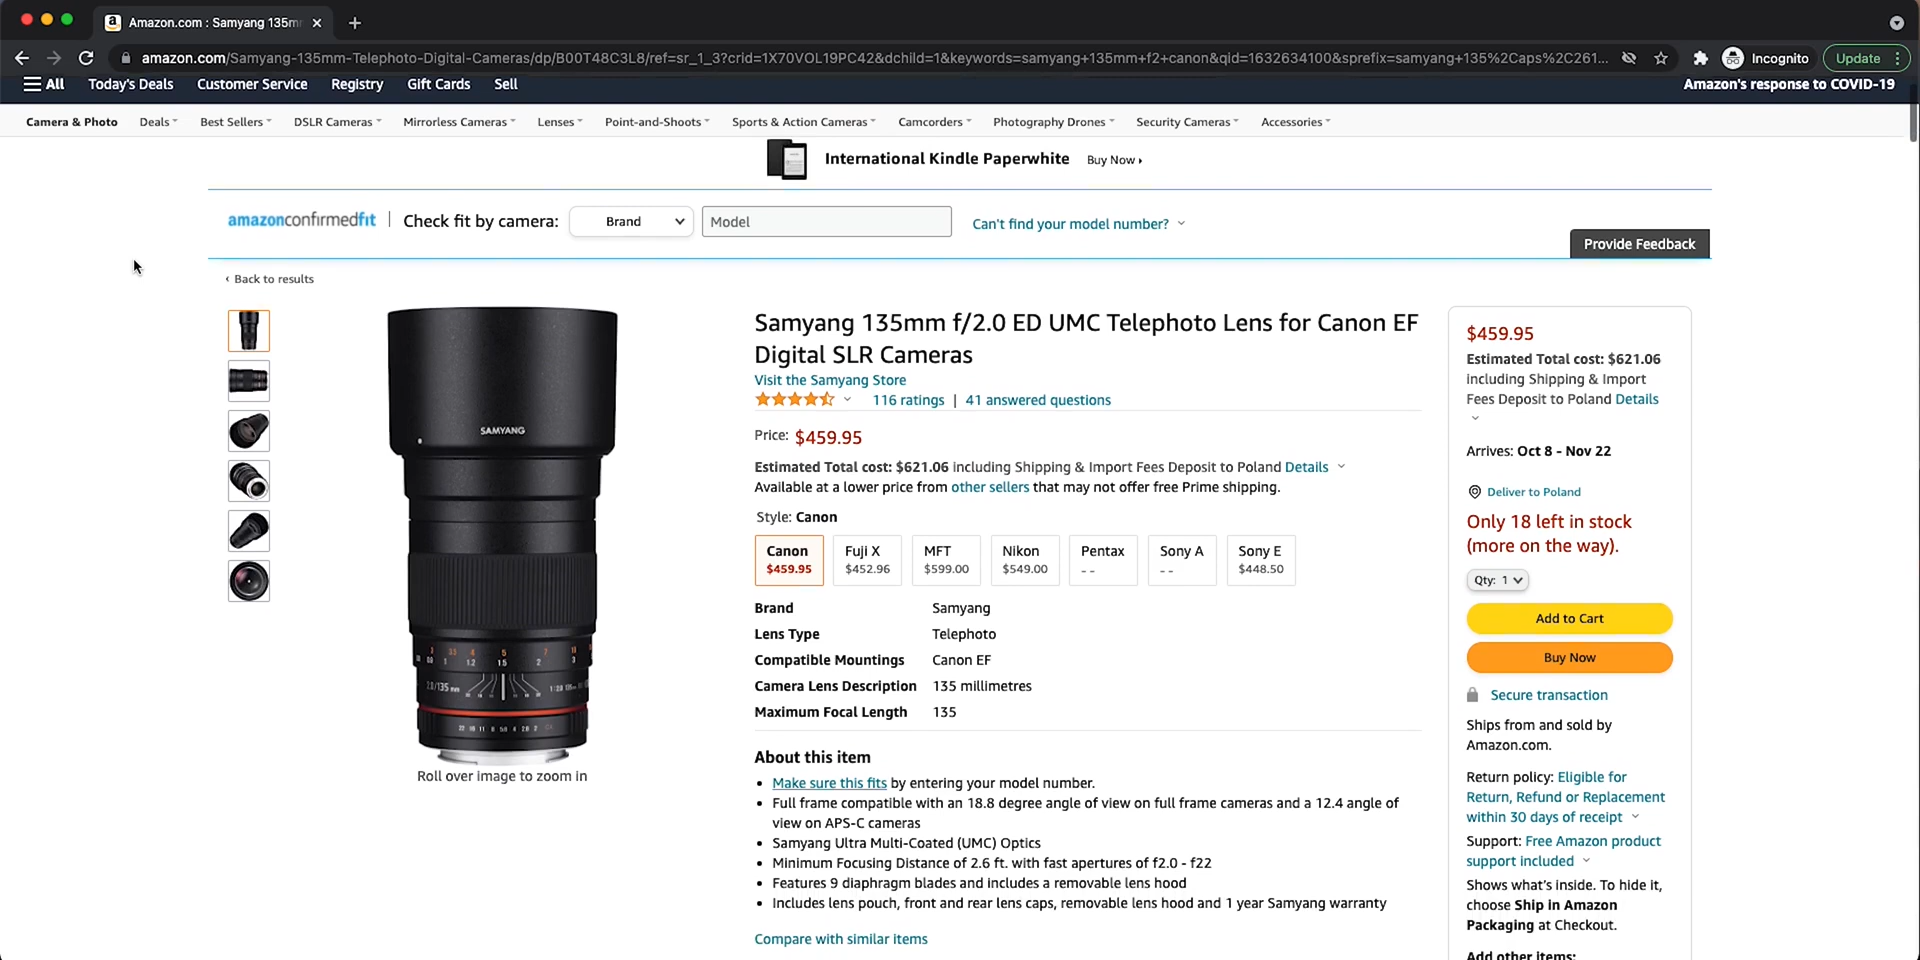 Amazon.com : Samyang 135mm
amazon.com/Samyang-135mm-Telephoto-Digital-Cameras/dp/B00T48C3L8/ref=sr_1_3?crid=1X70VOL19PC42&dchild=1&keywords=samyang+135mm+f2+canon&qid=1632634100&sprefix=samyang+135%2Caps%2C261...
Incognito
Update
All
Today's Deals
Customer Service
Registry
Gift Cards
Sell
Amazon's response to COVID-19
Camera & Photo
Deals
Best Sellers
DSLR Cameras
Mirrorless Cameras
Lenses
Point-and-Shoots
Sports & Action Cameras
Camcorders
Photography Drones
Security Cameras
Accessories
International Kindle Paperwhite
Buy Now
amazonconfirmedfit
Check fit by camera:
Brand
Model
Can't find your model number?
Provide Feedback
‹ Back to results
SAMYANG
2.0/135 mm
Roll over image to zoom in
Samyang 135mm f/2.0 ED UMC Telephoto Lens for Canon EF
Digital SLR Cameras
Visit the Samyang Store
116 ratings | 41 answered questions
Price: $459.95
Estimated Total cost: $621.06 including Shipping & Import Fees Deposit to Poland Details
Available at a lower price from other sellers that may not offer free Prime shipping.
Style: Canon
Canon
$459.95
Fuji X
$452.96
MFT
$599.00
Nikon
$549.00
Pentax
- -
Sony A
- -
Sony E
$448.50
Brand Samyang
Lens Type Telephoto
Compatible Mountings Canon EF
Camera Lens Description 135 millimetres
Maximum Focal Length 135
About this item
• Make sure this fits by entering your model number.
• Full frame compatible with an 18.8 degree angle of view on full frame cameras and a 12.4 angle of
view on APS-C cameras
• Samyang Ultra Multi-Coated (UMC) Optics
• Minimum Focusing Distance of 2.6 ft. with fast apertures of f2.0 - f22
• Features 9 diaphragm blades and includes a removable lens hood
• Includes lens pouch, front and rear lens caps, removable lens hood and 1 year Samyang warranty
Compare with similar items
$459.95
Estimated Total cost: $621.06
including Shipping & Import
Fees Deposit to Poland Details
Arrives: Oct 8 - Nov 22
Deliver to Poland
Only 18 left in stock
(more on the way).
Qty: 1
Add to Cart
Buy Now
Secure transaction
Ships from and sold by
Amazon.com.
Return policy: Eligible for
Return, Refund or Replacement
within 30 days of receipt
Support: Free Amazon product
support included
Shows what's inside. To hide it,
choose Ship in Amazon
Packaging at Checkout.
Add other items: